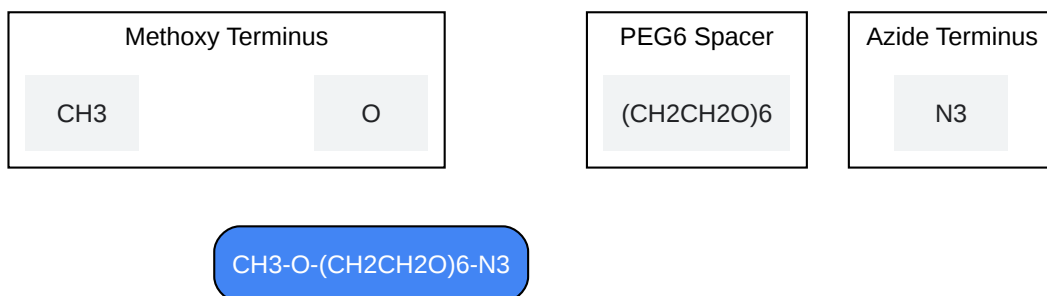 Methoxy Terminus
CH3
O
PEG6 Spacer
(CH2CH2O)6
Azide Terminus
N3
CH3-O-(CH2CH2O)6-N3